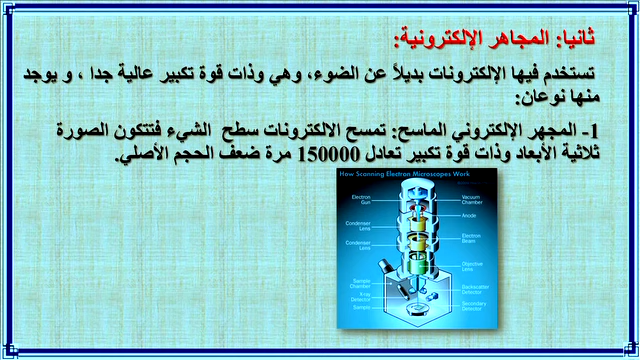 ثانيا: المجاهر الإلكترونية:
تستخدم فيها الإلكترونات بديلاً عن الضوء، وهي وذات قوة تكبير عالية جدا ، و يوجد
منها نوعان:
1- المجهر الإلكتروني الماسح: تمسح الالكترونات سطح الشيء فتتكون الصورة
ثلاثية الأبعاد وذات قوة تكبير تعادل 150000 مرة ضعف الحجم الأصلي.
How Scanning Electron Microscopes Work
Electron
Gun
Vacuum
Chamber
Anode
Condenser
Lens
Electron
Beam
Condenser
Lens
Objective
Lens
Sample
Chamber
Backscatter
Detector
X-ray
Detector
Secondary
Detector
Sample